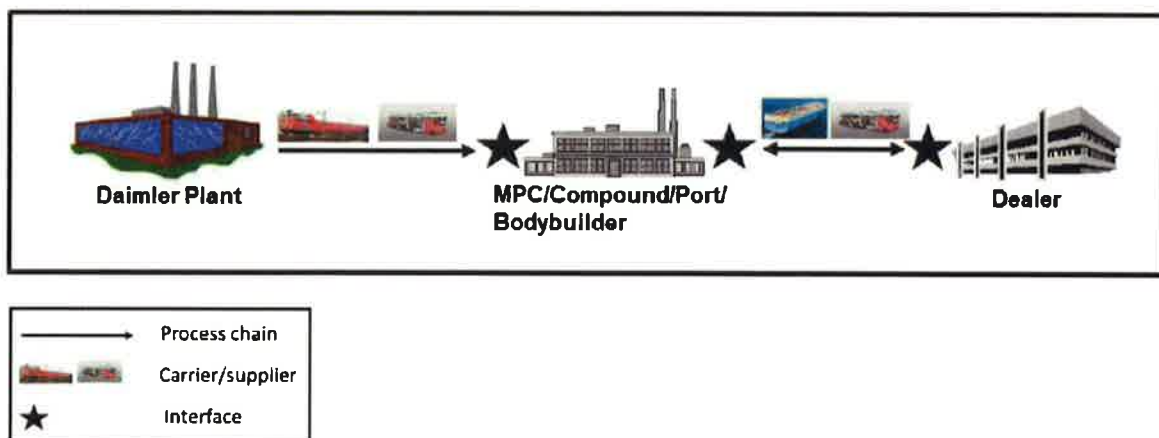 Daimler Plant
MPC/Compound/Port/
Bodybuilder
Dealer
Process chain
Carrier/supplier
Interface